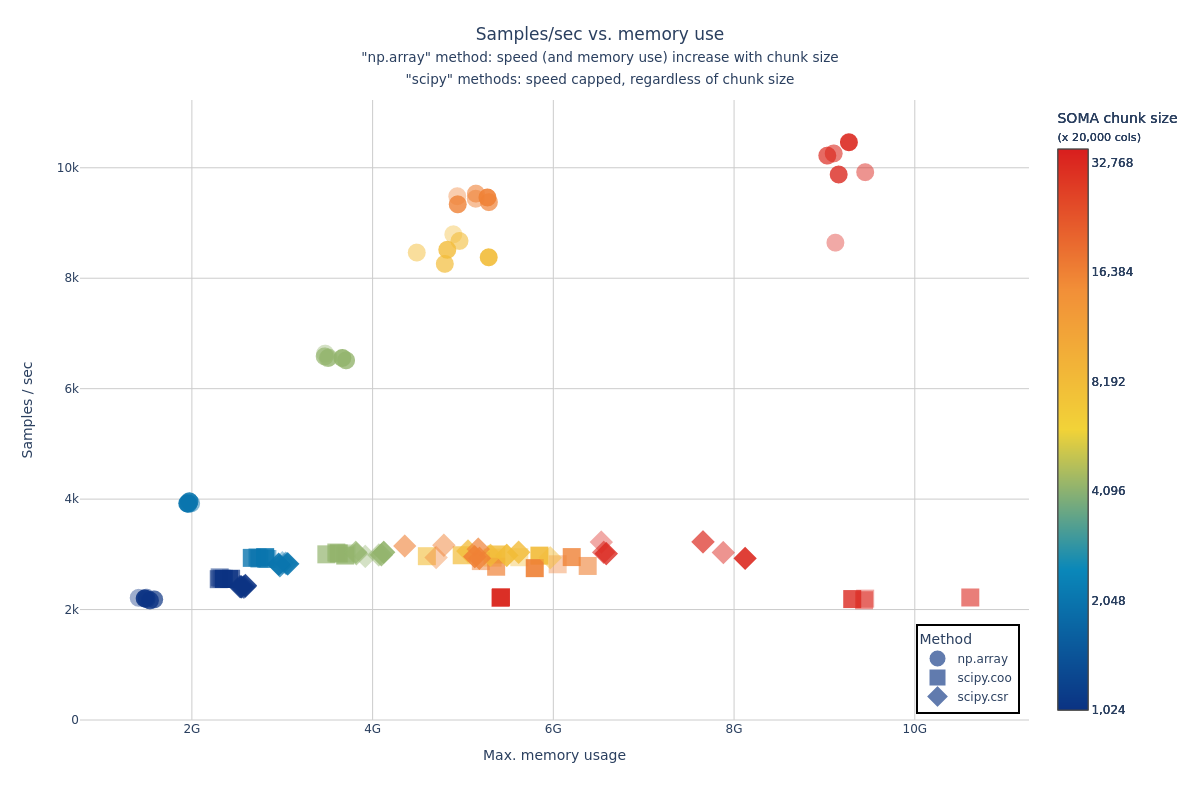 Samples/sec vs. memory use
"np.array" method: speed (and memory use) increase with chunk size
"scipy" methods: speed capped, regardless of chunk size
SOMA chunk size
(x 20,000 cols)
32,768
16,384
8,192
4,096
2,048
1,024
Samples / sec
10k
8k
6k
4k
2k
0
2G
4G
6G
8G
10G
Max. memory usage
Method
np.array
scipy.coo
scipy.csr